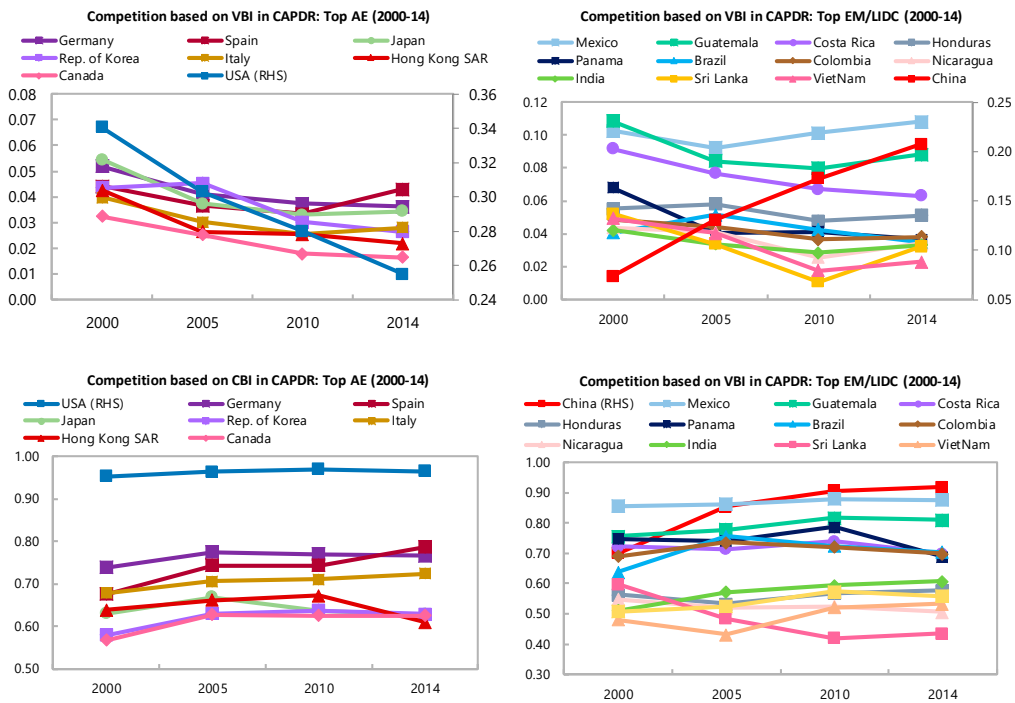 Competition based on VBI in CAPDR: Top AE (2000-14)
Germany Spain Japan
Rep. of Korea Italy Hong Kong SAR
Canada USA (RHS)
0.08 0.36
0.07 0.34
0.06 0.32
0.05
0.04 0.30
0.03 0.28
0.02
0.01 0.26
0.00 0.24
2000 2005 2010 2014
Competition based on VBI in CAPDR: Top EM/LIDC (2000-14)
Mexico Guatemala Costa Rica Honduras
Panama Brazil Colombia Nicaragua
India Sri Lanka VietNam China
0.12 0.25
0.10 0.20
0.08
0.06 0.15
0.04 0.10
0.02
0.00 0.05
2000 2005 2010 2014
Competition based on CBI in CAPDR: Top AE (2000-14)
USA (RHS) Germany Spain
Japan Rep. of Korea Italy
Hong Kong SAR Canada
1.00
0.90
0.80
0.70
0.60
0.50
2000 2005 2010 2014
Competition based on VBI in CAPDR: Top EM/LIDC (2000-14)
China (RHS) Mexico Guatemala Costa Rica
Honduras Panama Brazil Colombia
Nicaragua India Sri Lanka VietNam
1.00
0.90
0.80
0.70
0.60
0.50
0.40
0.30
2000 2005 2010 2014